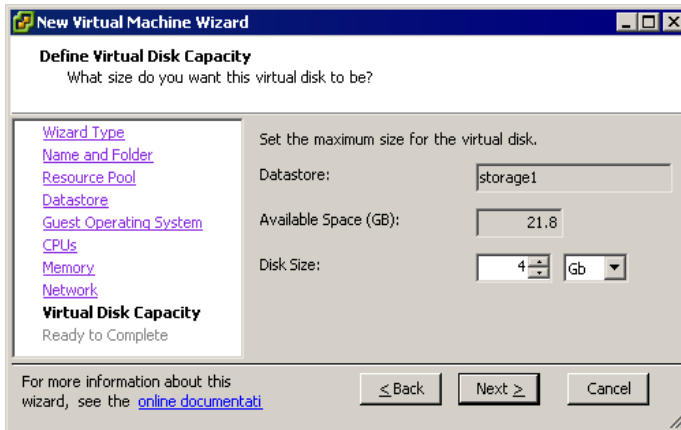 New Virtual Machine Wizard
Define Virtual Disk Capacity
What size do you want this virtual disk to be?
Wizard Type
Name and Folder
Resource Pool
Datastore
Guest Operating System
CPUs
Memory
Network
Virtual Disk Capacity
Ready to Complete
Set the maximum size for the virtual disk.
Datastore: storage1
Available Space (GB): 21.8
Disk Size: 4 Gb
For more information about this
wizard, see the online documentati
< Back Next > Cancel